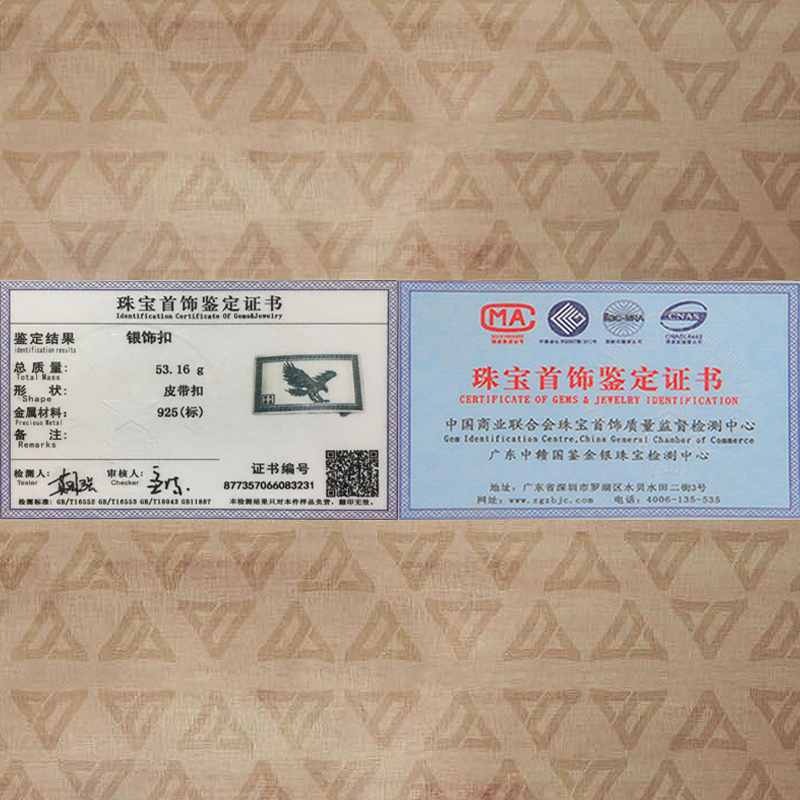 珠宝首饰鉴定证书
Identification Certificate Of Gems&Jewelry
鉴定结果 银饰扣
identification results
总质量: 53.16 g
Total Mass
形状: 皮带扣
Shape
金属材料: 925(标)
Precious Metal
备注:
Remarks
检测人: 审核人:
Tester Checker
证书编号
877357066083231
检测标准: GB/T16552 GB/T16553 GB/T18043 GB11887 本检测结果只对本件样品负责, 翻印无效。
MA CNAS
珠宝首饰鉴定证书
CERTIFICATE OF GEMS & JEWELRY IDENTIFICATION
中国商业联合会珠宝首饰质量监督检测中心
Gem Identification Centre,China General Chamber of Commerce
广东中赣国鉴金银珠宝检测中心
地址: 广东省深圳市罗湖区水贝水田二街3号
网址: www.zgzbjc.com 电话: 4006-135-535